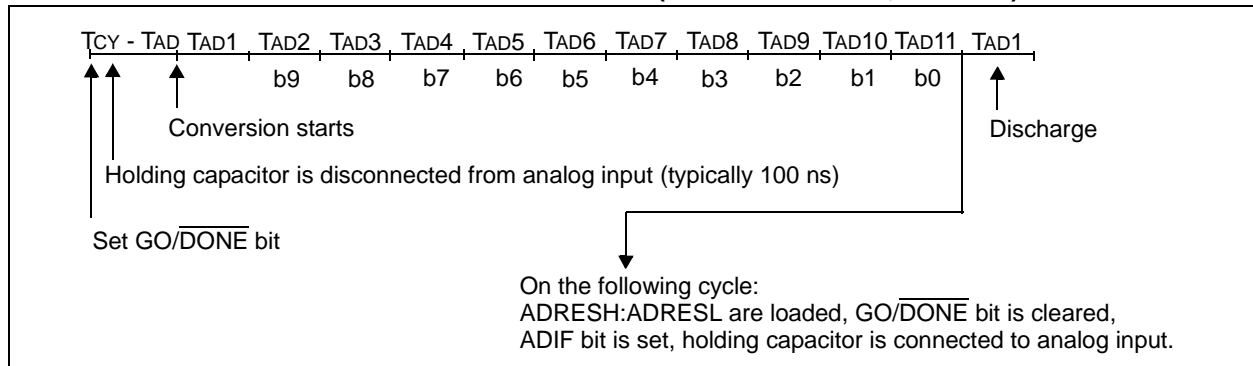 TCY - TAD TAD1 TAD2 TAD3 TAD4 TAD5 TAD6 TAD7 TAD8 TAD9 TAD10 TAD11 TAD1
b9 b8 b7 b6 b5 b4 b3 b2 b1 b0
Conversion starts
Discharge
Holding capacitor is disconnected from analog input (typically 100 ns)
Set GO/DONE bit
On the following cycle:
ADRESH:ADRESL are loaded, GO/DONE bit is cleared,
ADIF bit is set, holding capacitor is connected to analog input.